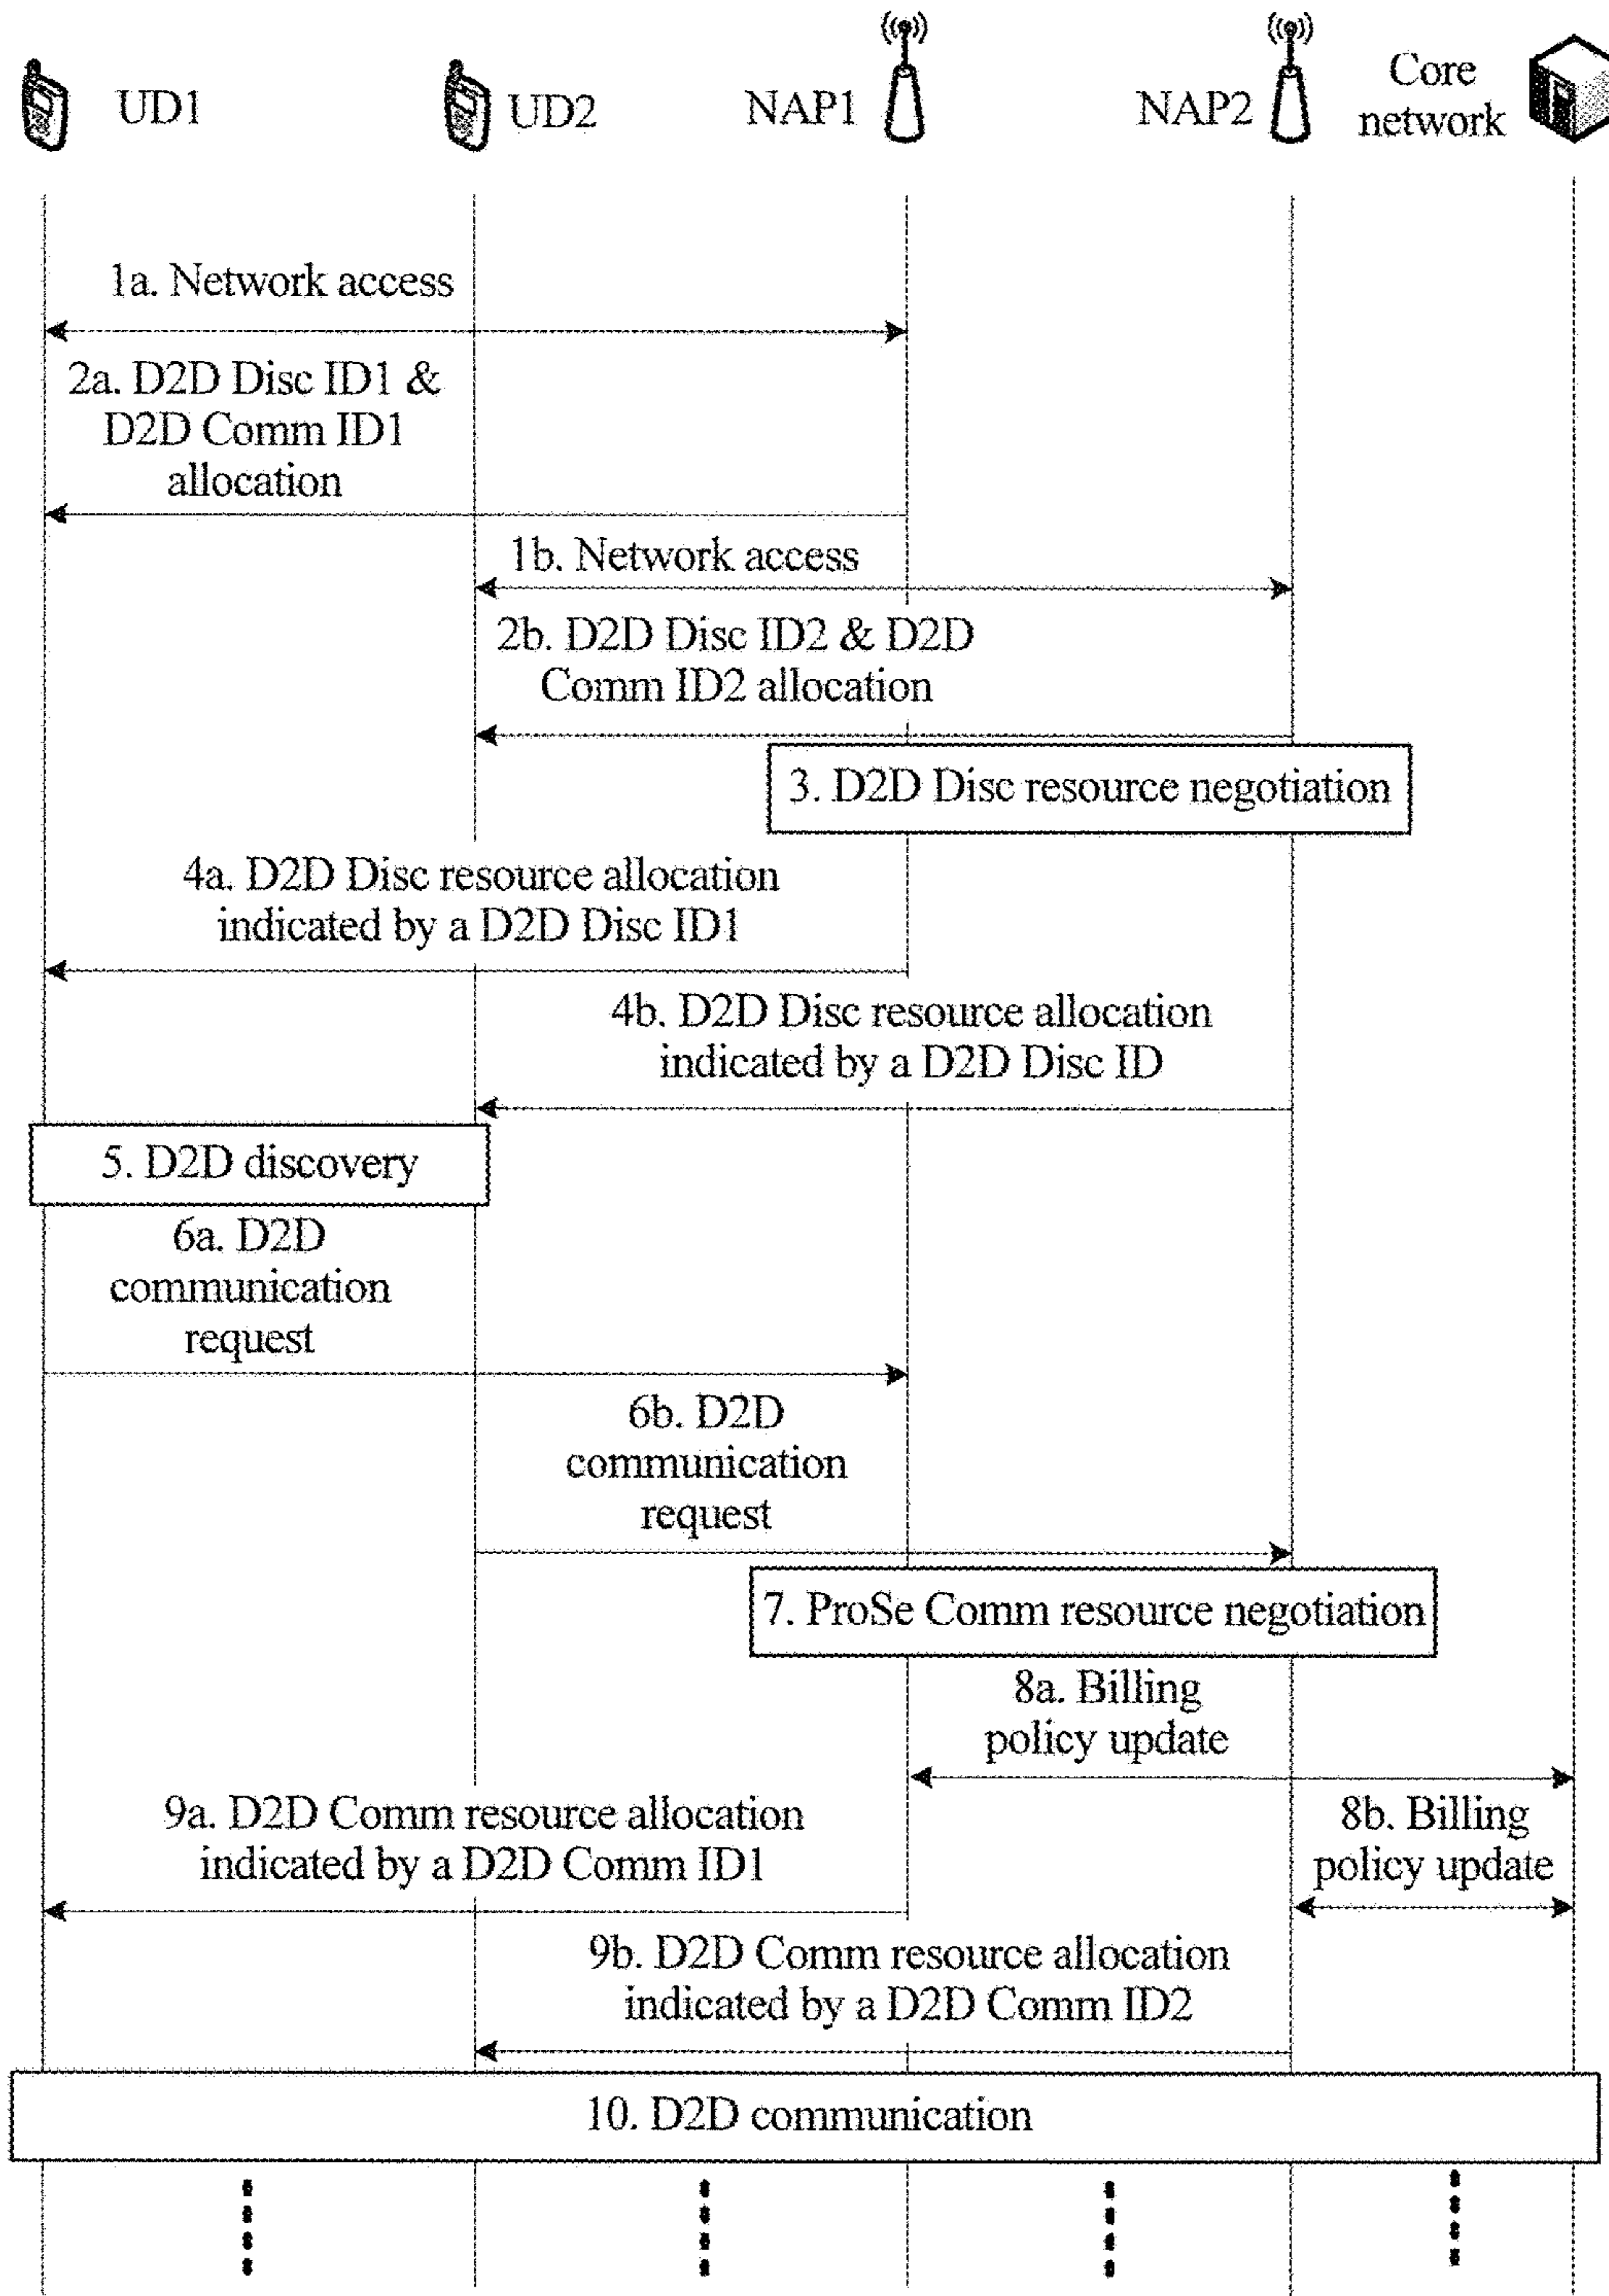 UD1
UD2
NAP1
NAP2
Core
network
1a. Network access
2a. D2D Disc ID1 &
D2D Comm ID1
allocation
1b. Network access
2b. D2D Disc ID2 & D2D
Comm ID2 allocation
3. D2D Disc resource negotiation
4a. D2D Disc resource allocation
indicated by a D2D Disc ID1
4b. D2D Disc resource allocation
indicated by a D2D Disc ID
5. D2D discovery
6a. D2D
communication
request
6b. D2D
communication
request
7. ProSe Comm resource negotiation
8a. Billing
policy update
9a. D2D Comm resource allocation
indicated by a D2D Comm ID1
8b. Billing
policy update
9b. D2D Comm resource allocation
indicated by a D2D Comm ID2
10. D2D communication